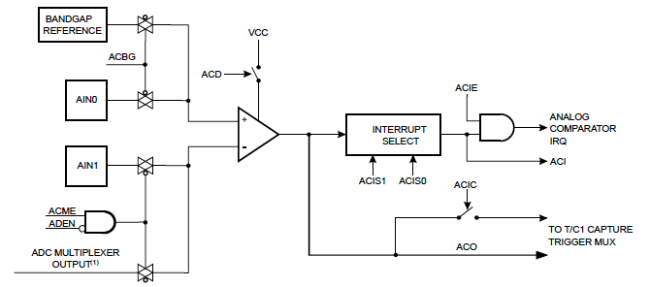 BANDGAP
REFERENCE
VCC
ACBG
ACD
AIN0
ACIE
+
-
INTERRUPT
SELECT
ANALOG
COMPARATOR
IRQ
ACI
AIN1
ACIS1
ACIS0
ACIC
ACME
ADEN
TO T/C1 CAPTURE
TRIGGER MUX
ACO
ADC MULTIPLEXER
OUTPUT(1)